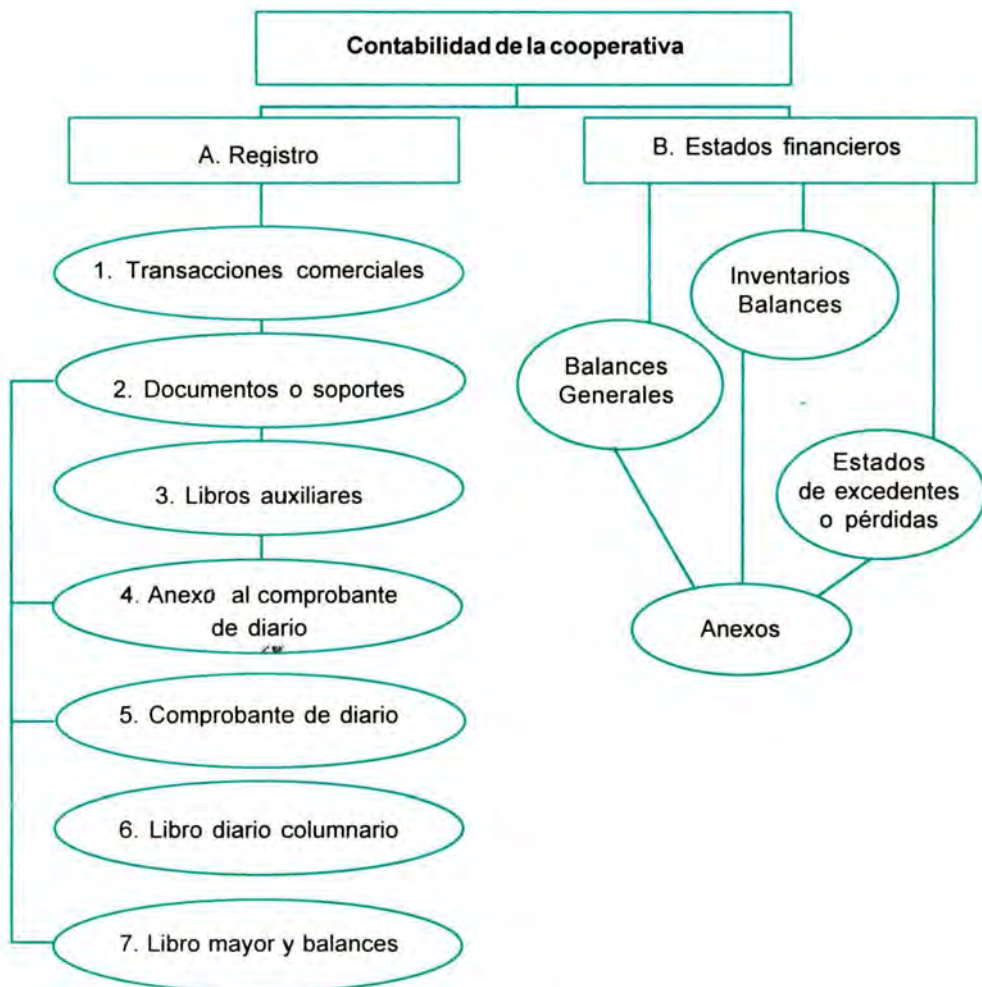 Contabilidad de la cooperativa
A. Registro
1. Transacciones comerciales
2. Documentos o soportes
3. Libros auxiliares
4. Anexo al comprobante
de diario
5. Comprobante de diario
6. Libro diario columnario
7. Libro mayor y balances
B. Estados financieros
Inventarios
Balances
Balances
Generales
Estados
de excedentes
o pérdidas
Anexos